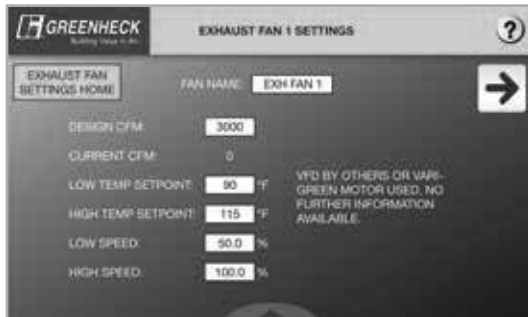 GREENHECK
Building Value in Air.
EXHAUST FAN 1 SETTINGS
?
EXHAUST FAN
SETTINGS HOME
FAN NAME: EXH FAN 1
DESIGN CFM: 3000
CURRENT CFM: 0
LOW TEMP SETPOINT: 90 °F
HIGH TEMP SETPOINT: 115 °F
LOW SPEED: 50.0 %
HIGH SPEED: 100.0 %
VFD BY OTHERS OR VARI-
GREEN MOTOR USED. NO
FURTHER INFORMATION
AVAILABLE.